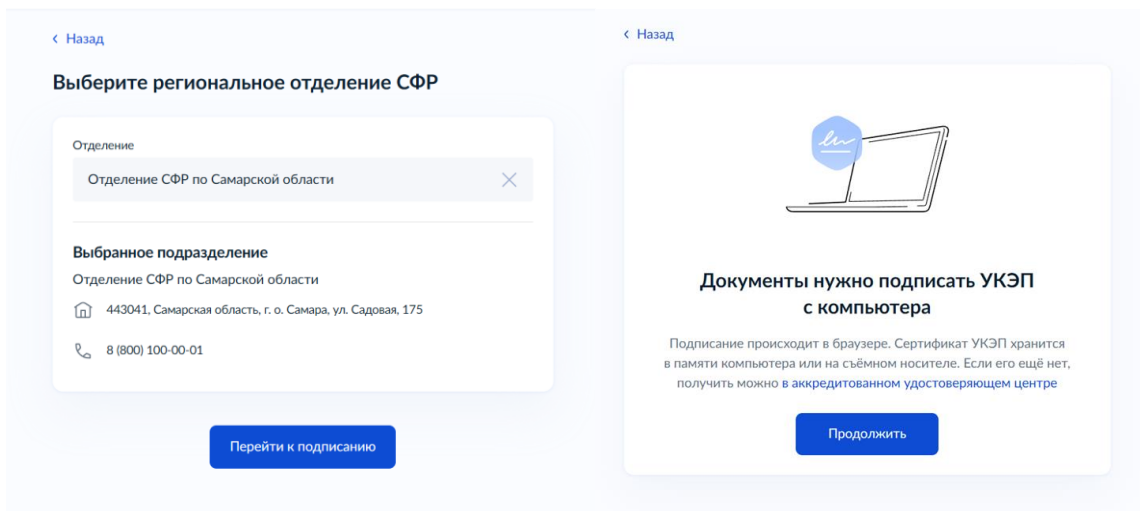 Назад
Выберите региональное отделение СФР
Отделение
Отделение СФР по Самарской области
Выбранное подразделение
Отделение СФР по Самарской области
443041, Самарская область, г. о. Самара, ул. Садовая, 175
8 (800) 100-00-01
Перейти к подписанию
Назад
Документы нужно подписать УКЭП
с компьютера
Подписание происходит в браузере. Сертификат УКЭП хранится
в памяти компьютера или на съёмном носителе. Если его ещё нет,
получить можно в аккредитованном удостоверяющем центре
Продолжить